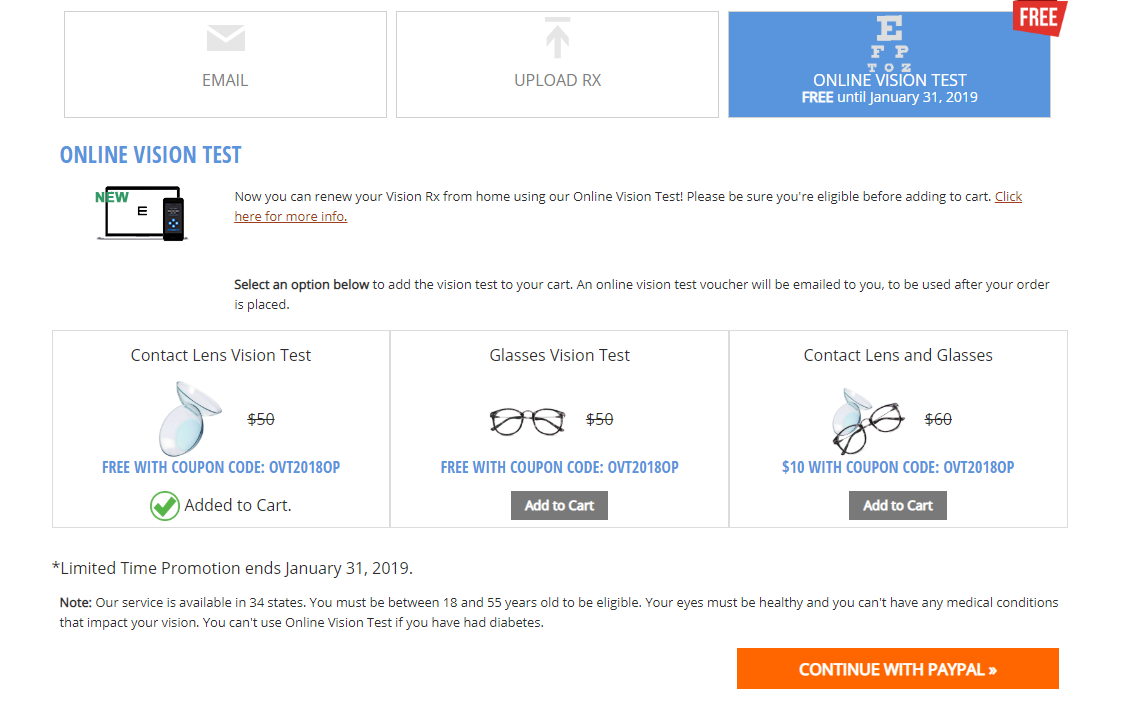 FREE
EMAIL
UPLOAD RX
E
F P
T O Z
ONLINE VISION TEST
FREE until January 31, 2019
ONLINE VISION TEST
NEW
E
Now you can renew your Vision Rx from home using our Online Vision Test! Please be sure you're eligible before adding to cart. Click
here for more info.
Select an option below to add the vision test to your cart. An online vision test voucher will be emailed to you, to be used after your order
is placed.
Contact Lens Vision Test
$50
FREE WITH COUPON CODE: OVT2018OP
Added to Cart.
Glasses Vision Test
$50
FREE WITH COUPON CODE: OVT2018OP
Add to Cart
Contact Lens and Glasses
$60
$10 WITH COUPON CODE: OVT2018OP
Add to Cart
*Limited Time Promotion ends January 31, 2019.
Note: Our service is available in 34 states. You must be between 18 and 55 years old to be eligible. Your eyes must be healthy and you can't have any medical conditions
that impact your vision. You can't use Online Vision Test if you have had diabetes.
CONTINUE WITH PAYPAL »